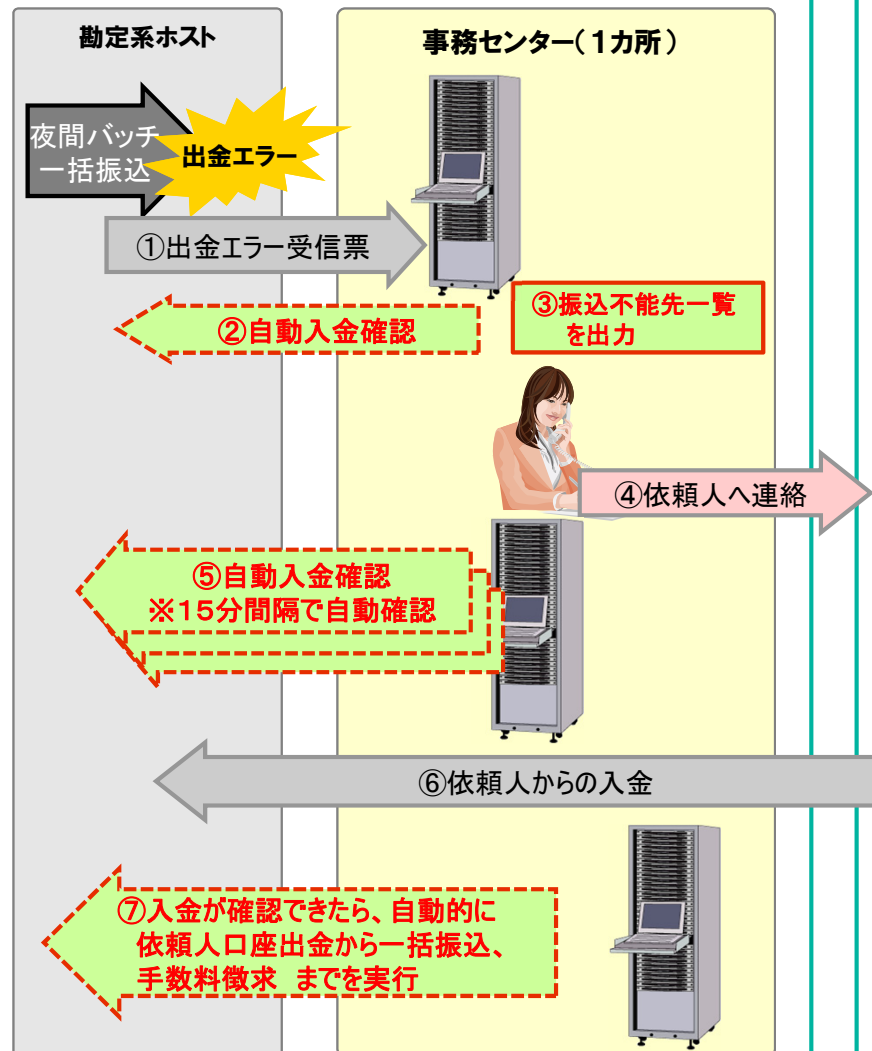 勘定系ホスト
事務センター(1カ所)
夜間バッチ
一括振込
出金エラー
①出金エラー受信票
②自動入金確認
③振込不能先一覧
を出力
④依頼人へ連絡
⑤自動入金確認
※15分間隔で自動確認
⑥依頼人からの入金
⑦入金が確認できたら、自動的に
依頼人口座出金から一括振込、
手数料徴求 までを実行